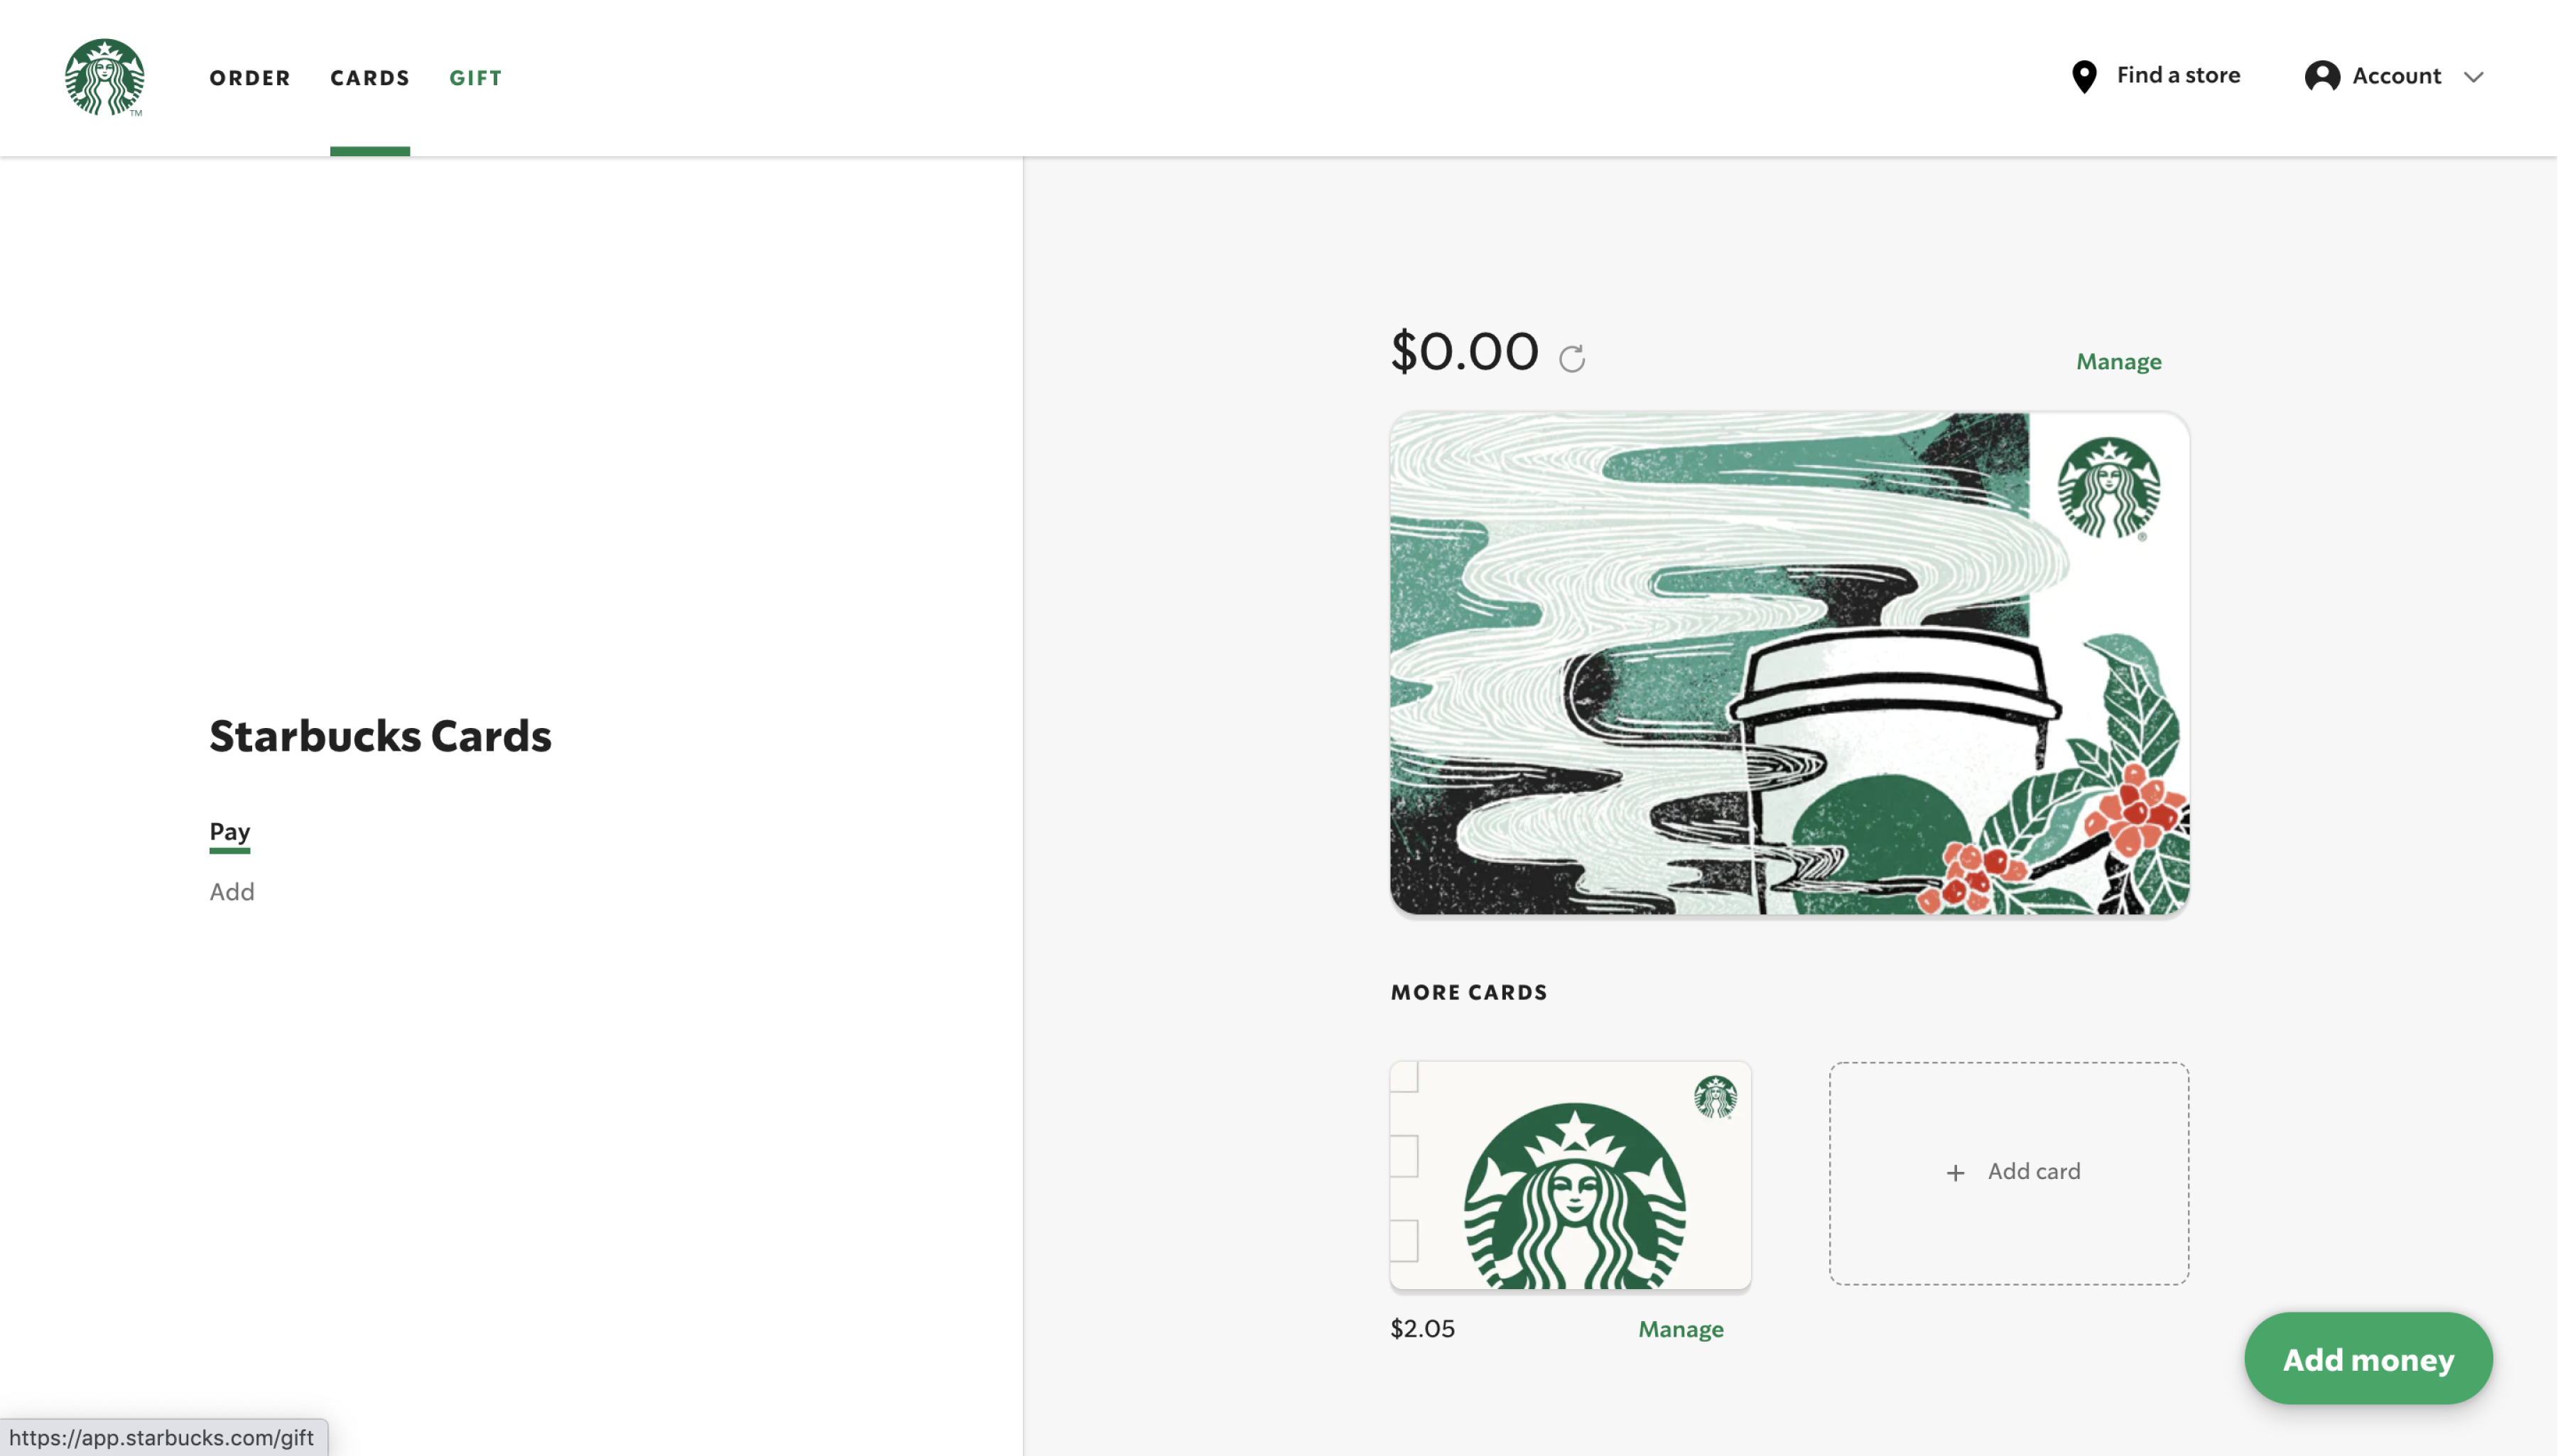 ORDER CARDS GIFT
Find a store
Account
TM
Starbucks Cards
Pay
Add
$0.00
Manage
®
MORE CARDS
+ Add card
$2.05
Manage
Add money
https://app.starbucks.com/gift